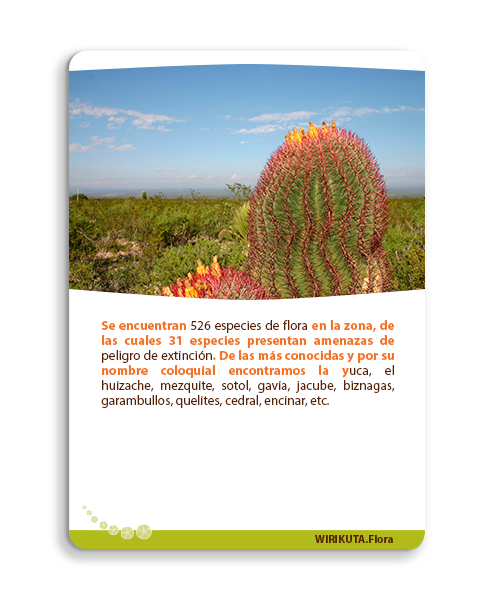 Se encuentran 526 especies de flora en la zona, de
las cuales 31 especies presentan amenazas de
peligro de extinción. De las más conocidas y por su
nombre coloquial encontramos la yuca, el
huizache, mezquite, sotol, gavia, jacube, biznagas,
garambullos, quelites, cedral, encinar, etc.
WIRIKUTA.Flora